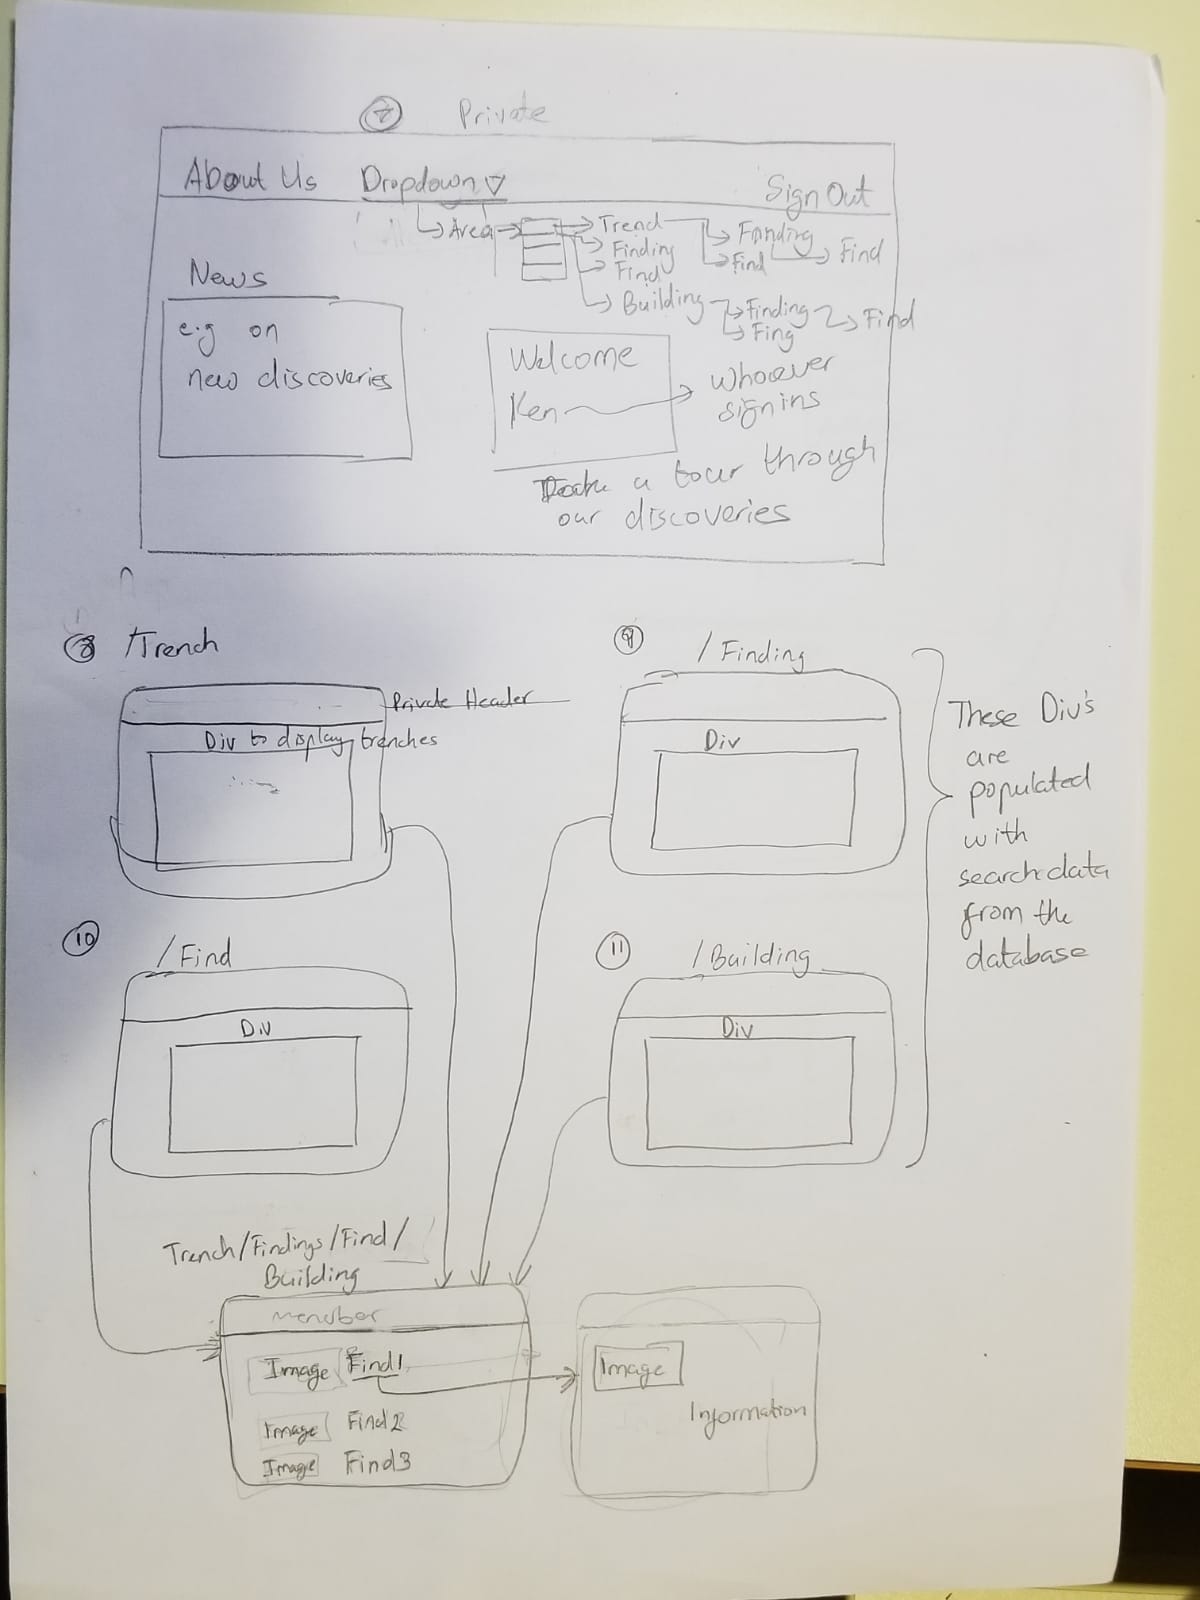 7 Private
About Us Dropdown Sign Out
Area Trend Fanding Find
Finding Find
Find
Building Finding Find
Fing
News
e.g on
new discoveries
Welcome
Ken
Whoever
signins
a tour through
our discoveries
8 /Trench
Private Header
Div to display trenches
9 /Finding
Div
These Div's
are
populated
with
search data
from the
database
10 /Find
Div
11 /Building
Div
Trench/Findings/Find/
Building
menubar
Image Find1
Image Find2
Image Find3
Image
Information